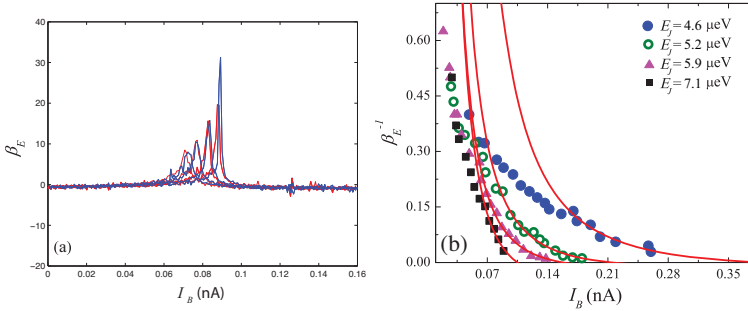 40
30
20
10
0
−10
−20
0.0
0.02
0.04
0.06
0.08
0.10
0.12
0.14
0.16
β_E
I_B (nA)
(a)
0.60
0.45
0.30
0.15
0.00
0.07
0.14
0.21
0.28
0.35
β_E^-1
I_B (nA)
(b)
E_J = 4.6 μeV
E_J = 5.2 μeV
E_J = 5.9 μeV
E_J = 7.1 μeV